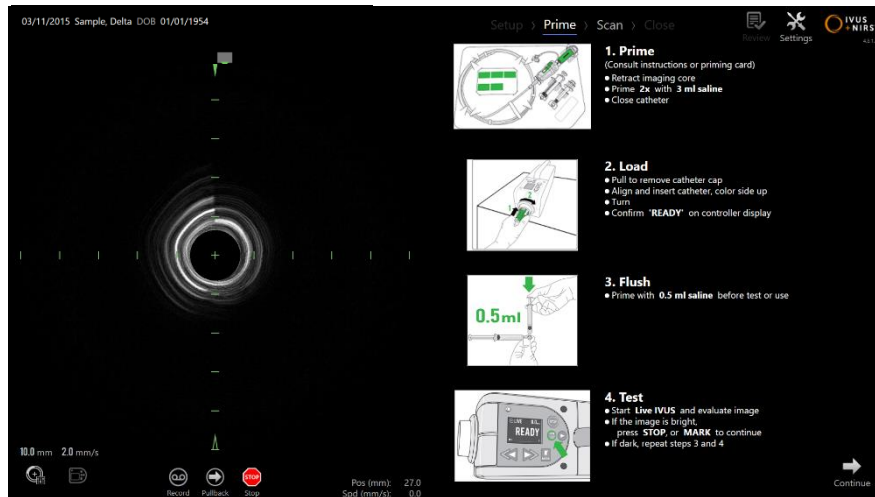 03/11/2015 Sample, Delta DOB 01/01/1954
Setup > Prime > Scan > Close
Review
Settings
IVUS
+NIRS
1. Prime
(Consult instructions or priming card)
• Retract imaging core
• Prime 2x with 3 ml saline
• Close catheter
2. Load
• Pull to remove catheter cap
• Align and insert catheter, color side up
• Turn
• Confirm 'READY' on controller display
1
2
3. Flush
• Prime with 0.5 ml saline before test or use
0.5ml
4. Test
• Start Live IVUS and evaluate image
• If the image is bright,
press STOP, or MARK to continue
• If dark, repeat steps 3 and 4
READY
10.0 mm 2.0 mm/s
Record
Pullback
STOP
Stop
Pos (mm): 27.0
Spd (mm/s): 0.0
Continue